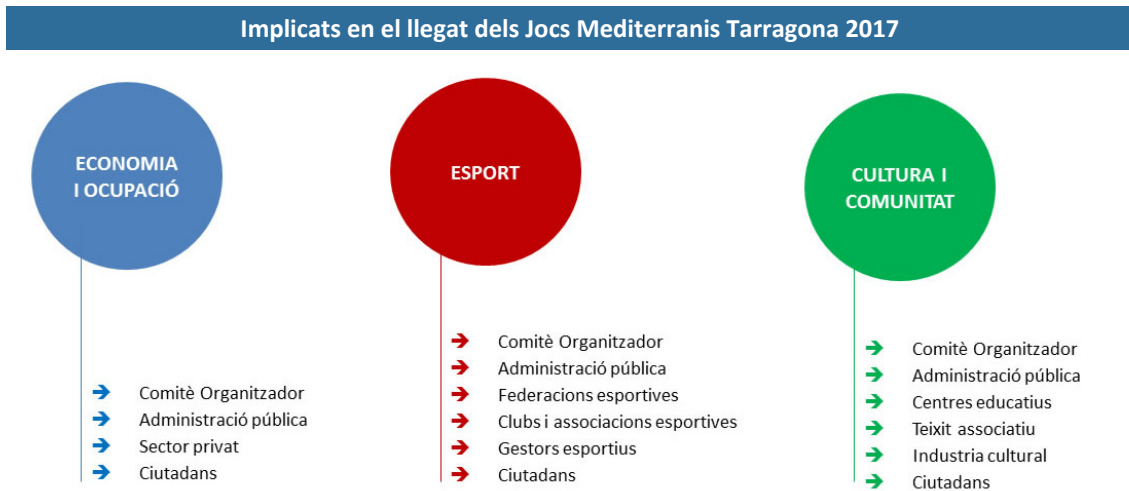 Implicats en el llegat dels Jocs Mediterranis Tarragona 2017
ECONOMIA
I OCUPACIÓ
Comitè Organitzador
Administració pública
Sector privat
Ciutadans
ESPORT
Comitè Organitzador
Administració pública
Federacions esportives
Clubs i associacions esportives
Gestors esportius
Ciutadans
CULTURA I
COMUNITAT
Comitè Organitzador
Administració pública
Centres educatius
Teixit associatiu
Industria cultural
Ciutadans